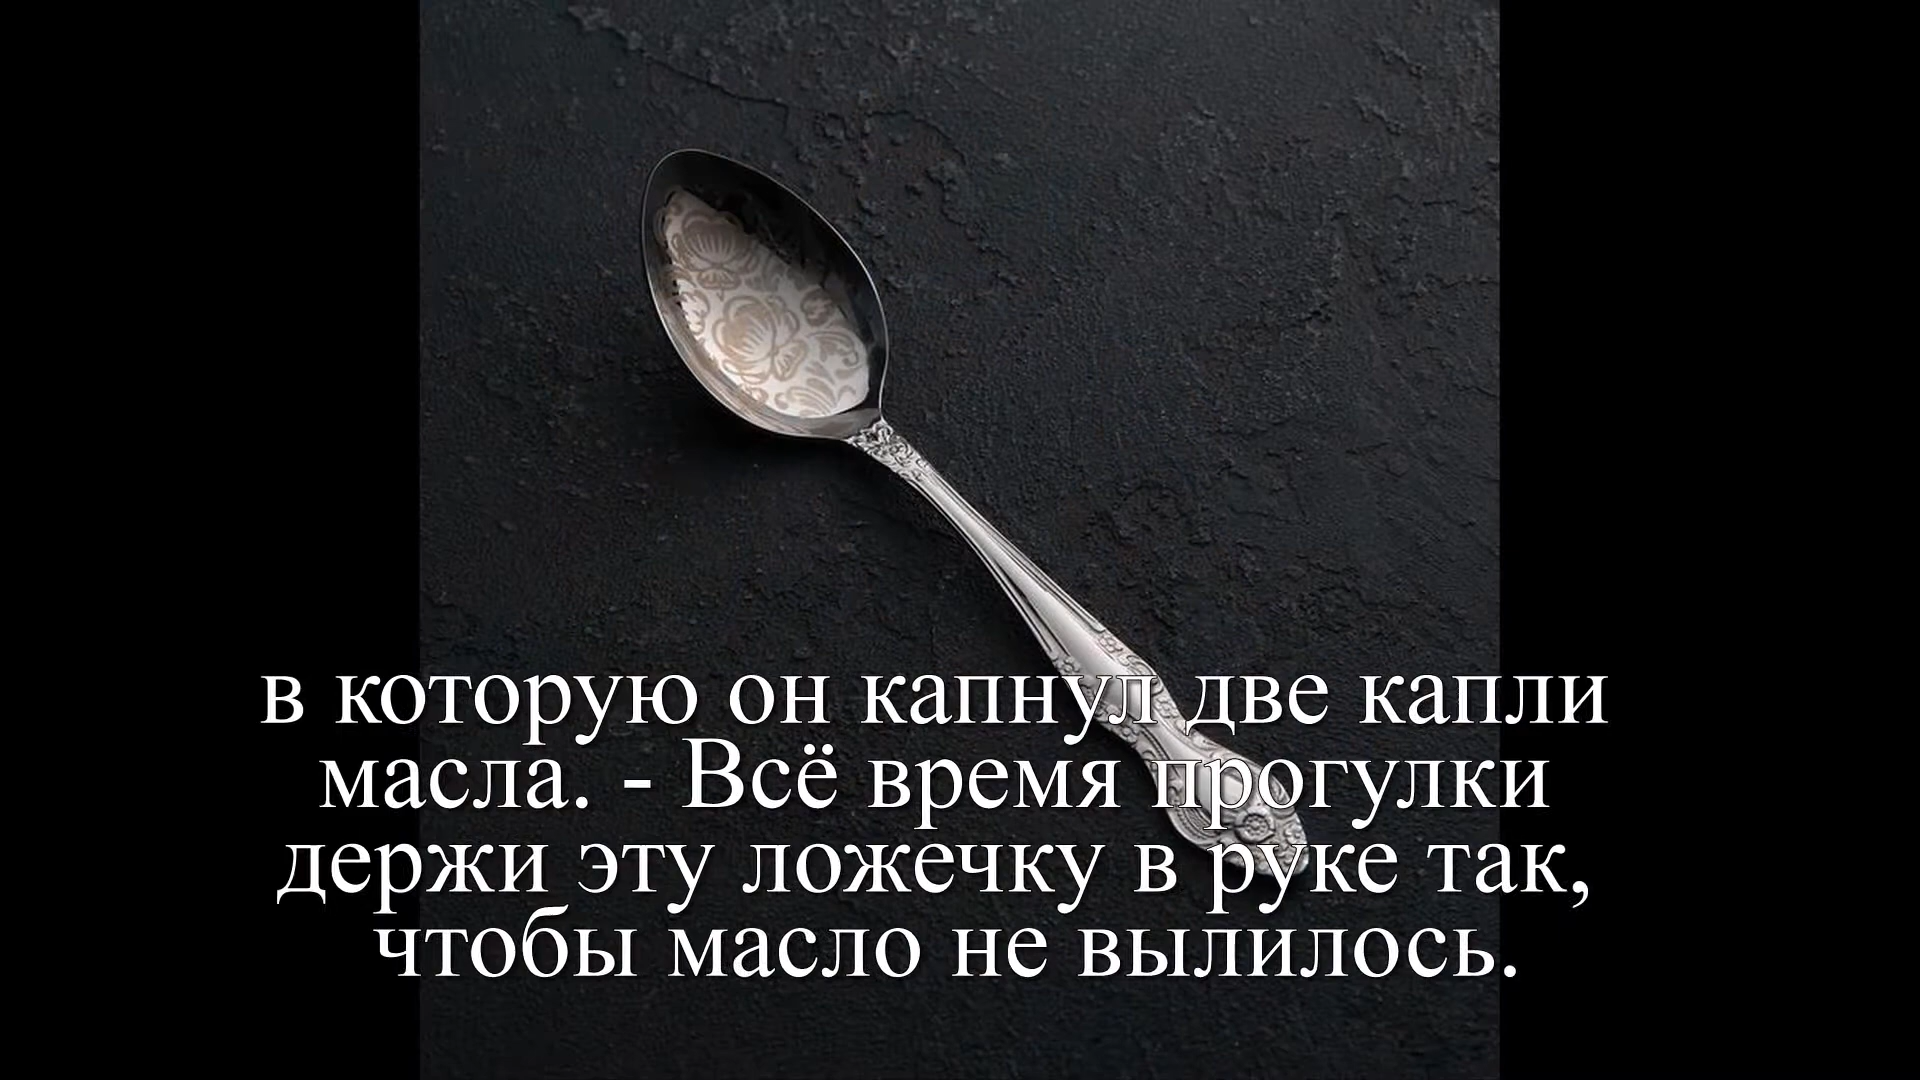 в которую он капнул две капли
масла. - Всё время прогулки
держи эту ложечку в руке так,
чтобы масло не вылилось.